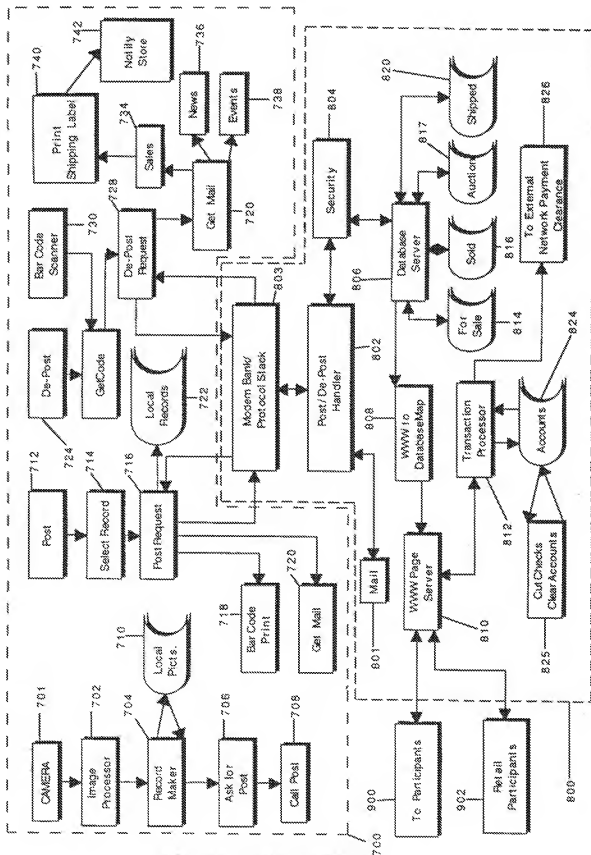 701
CAMERA
702
Image
Processor
704
Record
Maker
706
Ask for
Post
708
Call Post
710
Local
Picts.
700
712
Post
714
Select Record
716
Post Request
718
Bar Code
Print
720
Get Mail
722
Local
Records
724
De-Post
GetCode
730
Bar Code
Scanner
728
De-Post
Request
740
Print
Shipping Label
742
Notify
Store
734
Sales
736
News
738
Events
Get Mail
720
803
Modem Bank/
Protocol Stack
802
Post/De-Post
Handler
804
Security
801
Mail
806
Database
Server
808
WWW to
DatabaseMap
810
WWW Page
Server
812
Transaction
Processor
814
For
Sale
816
Sold
817
Auction
820
Shipped
824
Accounts
825
Cut Checks
Clear Accounts
826
To External
Network Payment
Clearance
800
900
To Participants
902
Retail
Participants